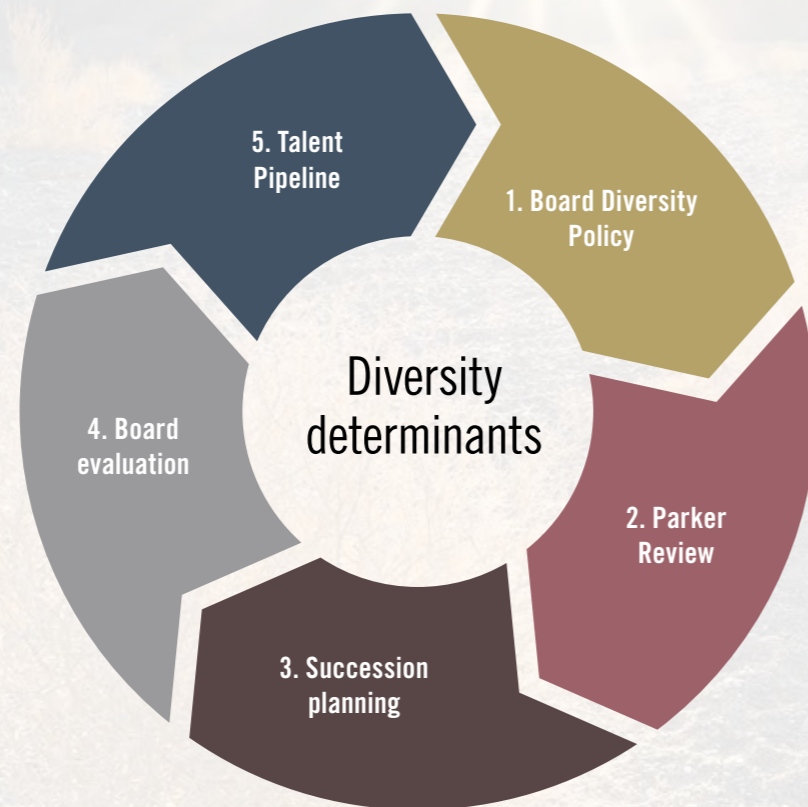 Diversity
determinants
1. Board Diversity
Policy
2. Parker
Review
3. Succession
planning
4. Board
evaluation
5. Talent
Pipeline